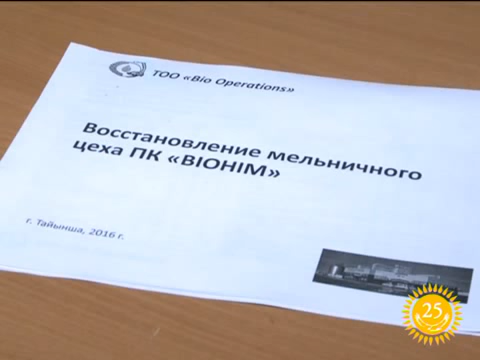 ТОО «Bio Operations»
Восстановление мельничного
цеха ПК «BIOHIM»
г. Тайынша, 2016 г.
25